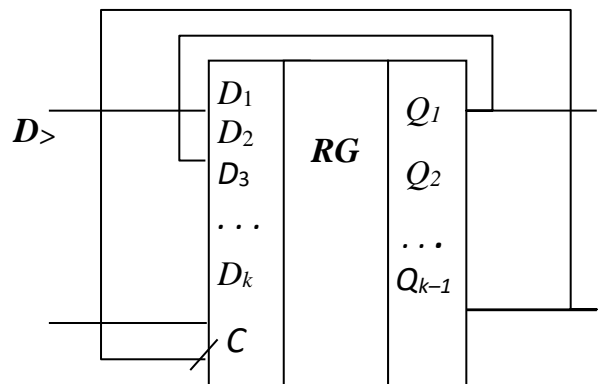 D>
D1
D2
D3
. . .
Dk
C
RG
Q1
Q2
. . .
Qk–1